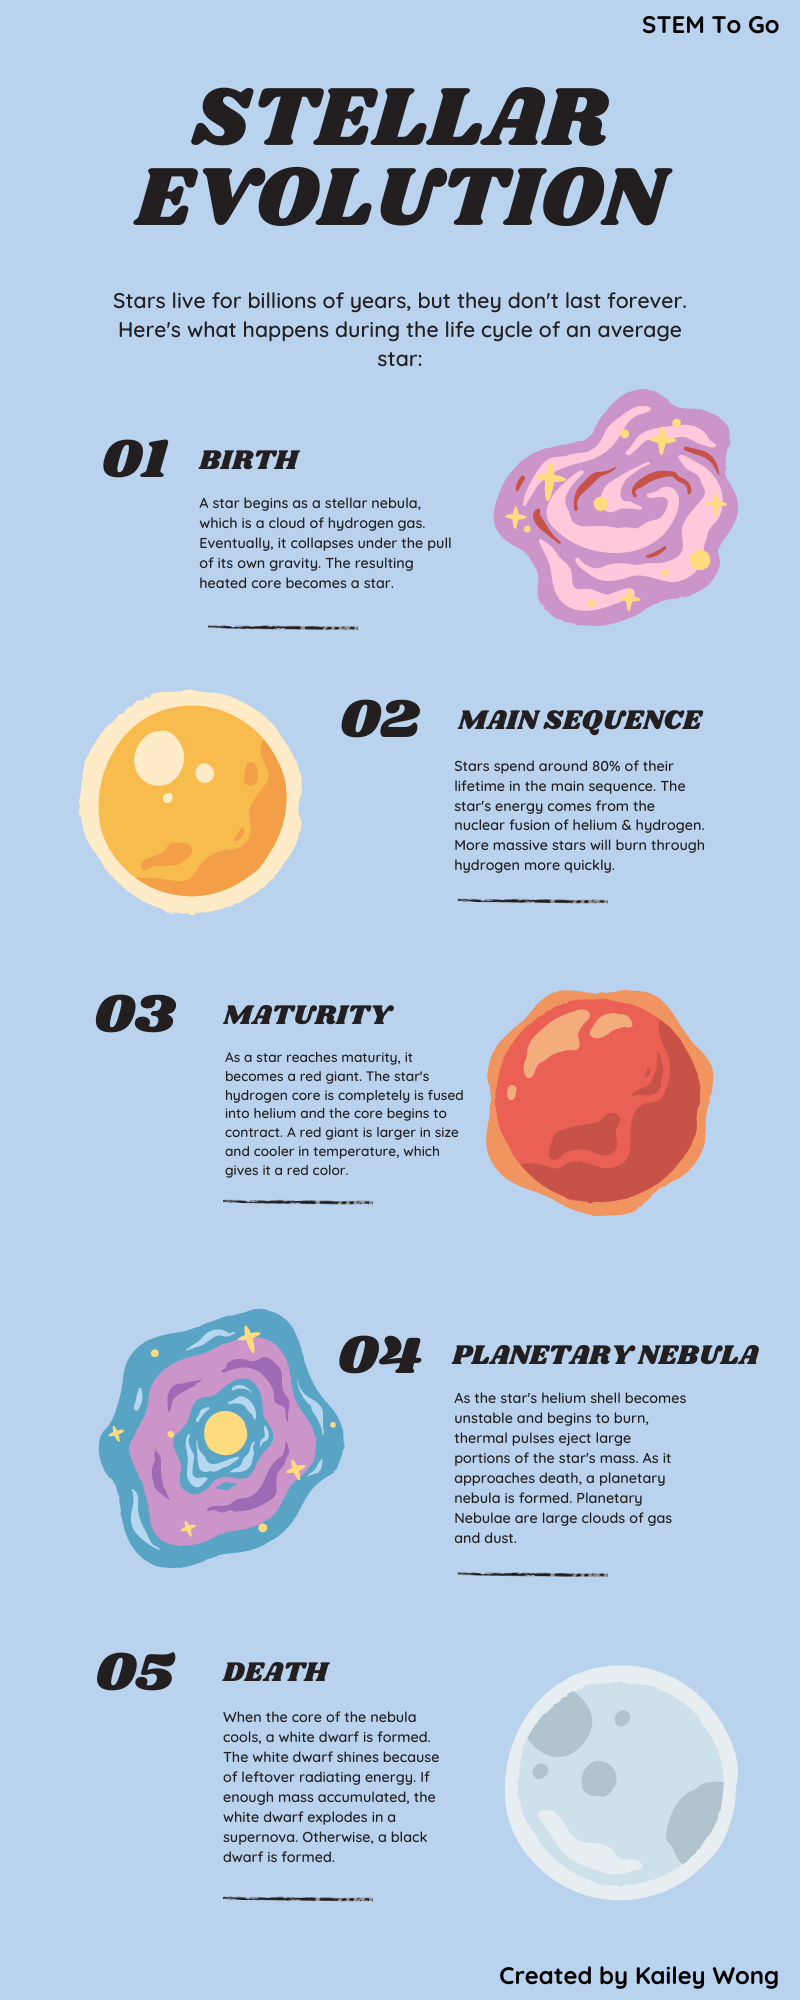 STEM To Go
STELLAR
EVOLUTION
Stars live for billions of years, but they don't last forever.
Here's what happens during the life cycle of an average
star:
01 BIRTH
A star begins as a stellar nebula,
which is a cloud of hydrogen gas.
Eventually, it collapses under the pull
of its own gravity. The resulting
heated core becomes a star.
02 MAIN SEQUENCE
Stars spend around 80% of their
lifetime in the main sequence. The
star's energy comes from the
nuclear fusion of helium & hydrogen.
More massive stars will burn through
hydrogen more quickly.
03 MATURITY
As a star reaches maturity, it
becomes a red giant. The star's
hydrogen core is completely is fused
into helium and the core begins to
contract. A red giant is larger in size
and cooler in temperature, which
gives it a red color.
04 PLANETARY NEBULA
As the star's helium shell becomes
unstable and begins to burn,
thermal pulses eject large
portions of the star's mass. As it
approaches death, a planetary
nebula is formed. Planetary
Nebulae are large clouds of gas
and dust.
05 DEATH
When the core of the nebula
cools, a white dwarf is formed.
The white dwarf shines because
of leftover radiating energy. If
enough mass accumulated, the
white dwarf explodes in a
supernova. Otherwise, a black
dwarf is formed.
Created by Kailey Wong